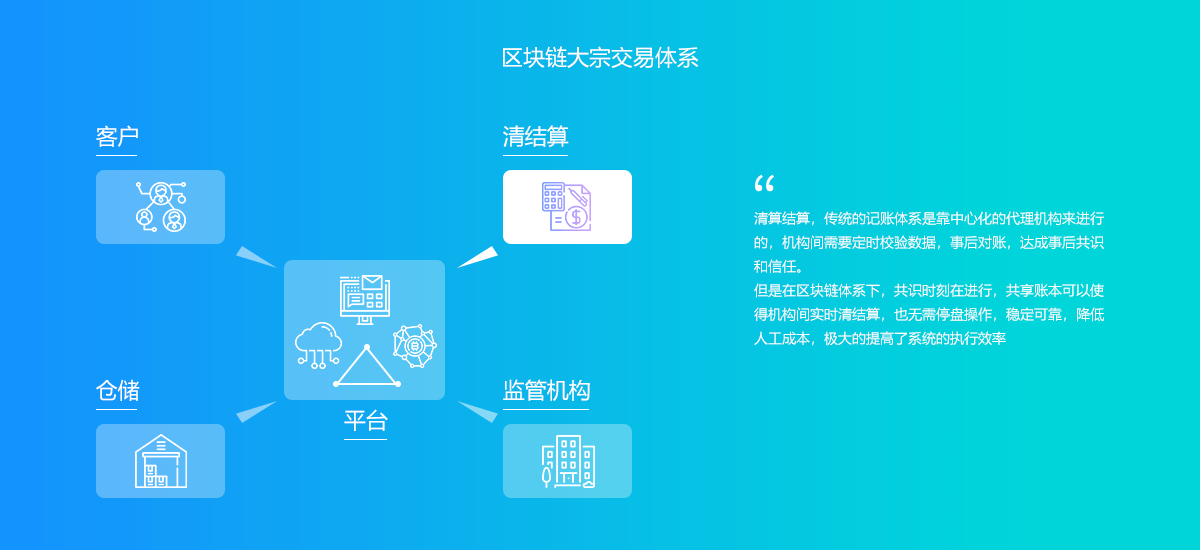 区块链大宗交易体系
客户
清结算
仓储
平台
监管机构
“
清算结算，传统的记账体系是靠中心化的代理机构来进行
的，机构间需要定时校验数据，事后对账，达成事后共识
和信任。
但是在区块链体系下，共识时刻在进行，共享账本可以使
得机构间实时清结算，也无需停盘操作，稳定可靠，降低
人工成本，极大的提高了系统的执行效率